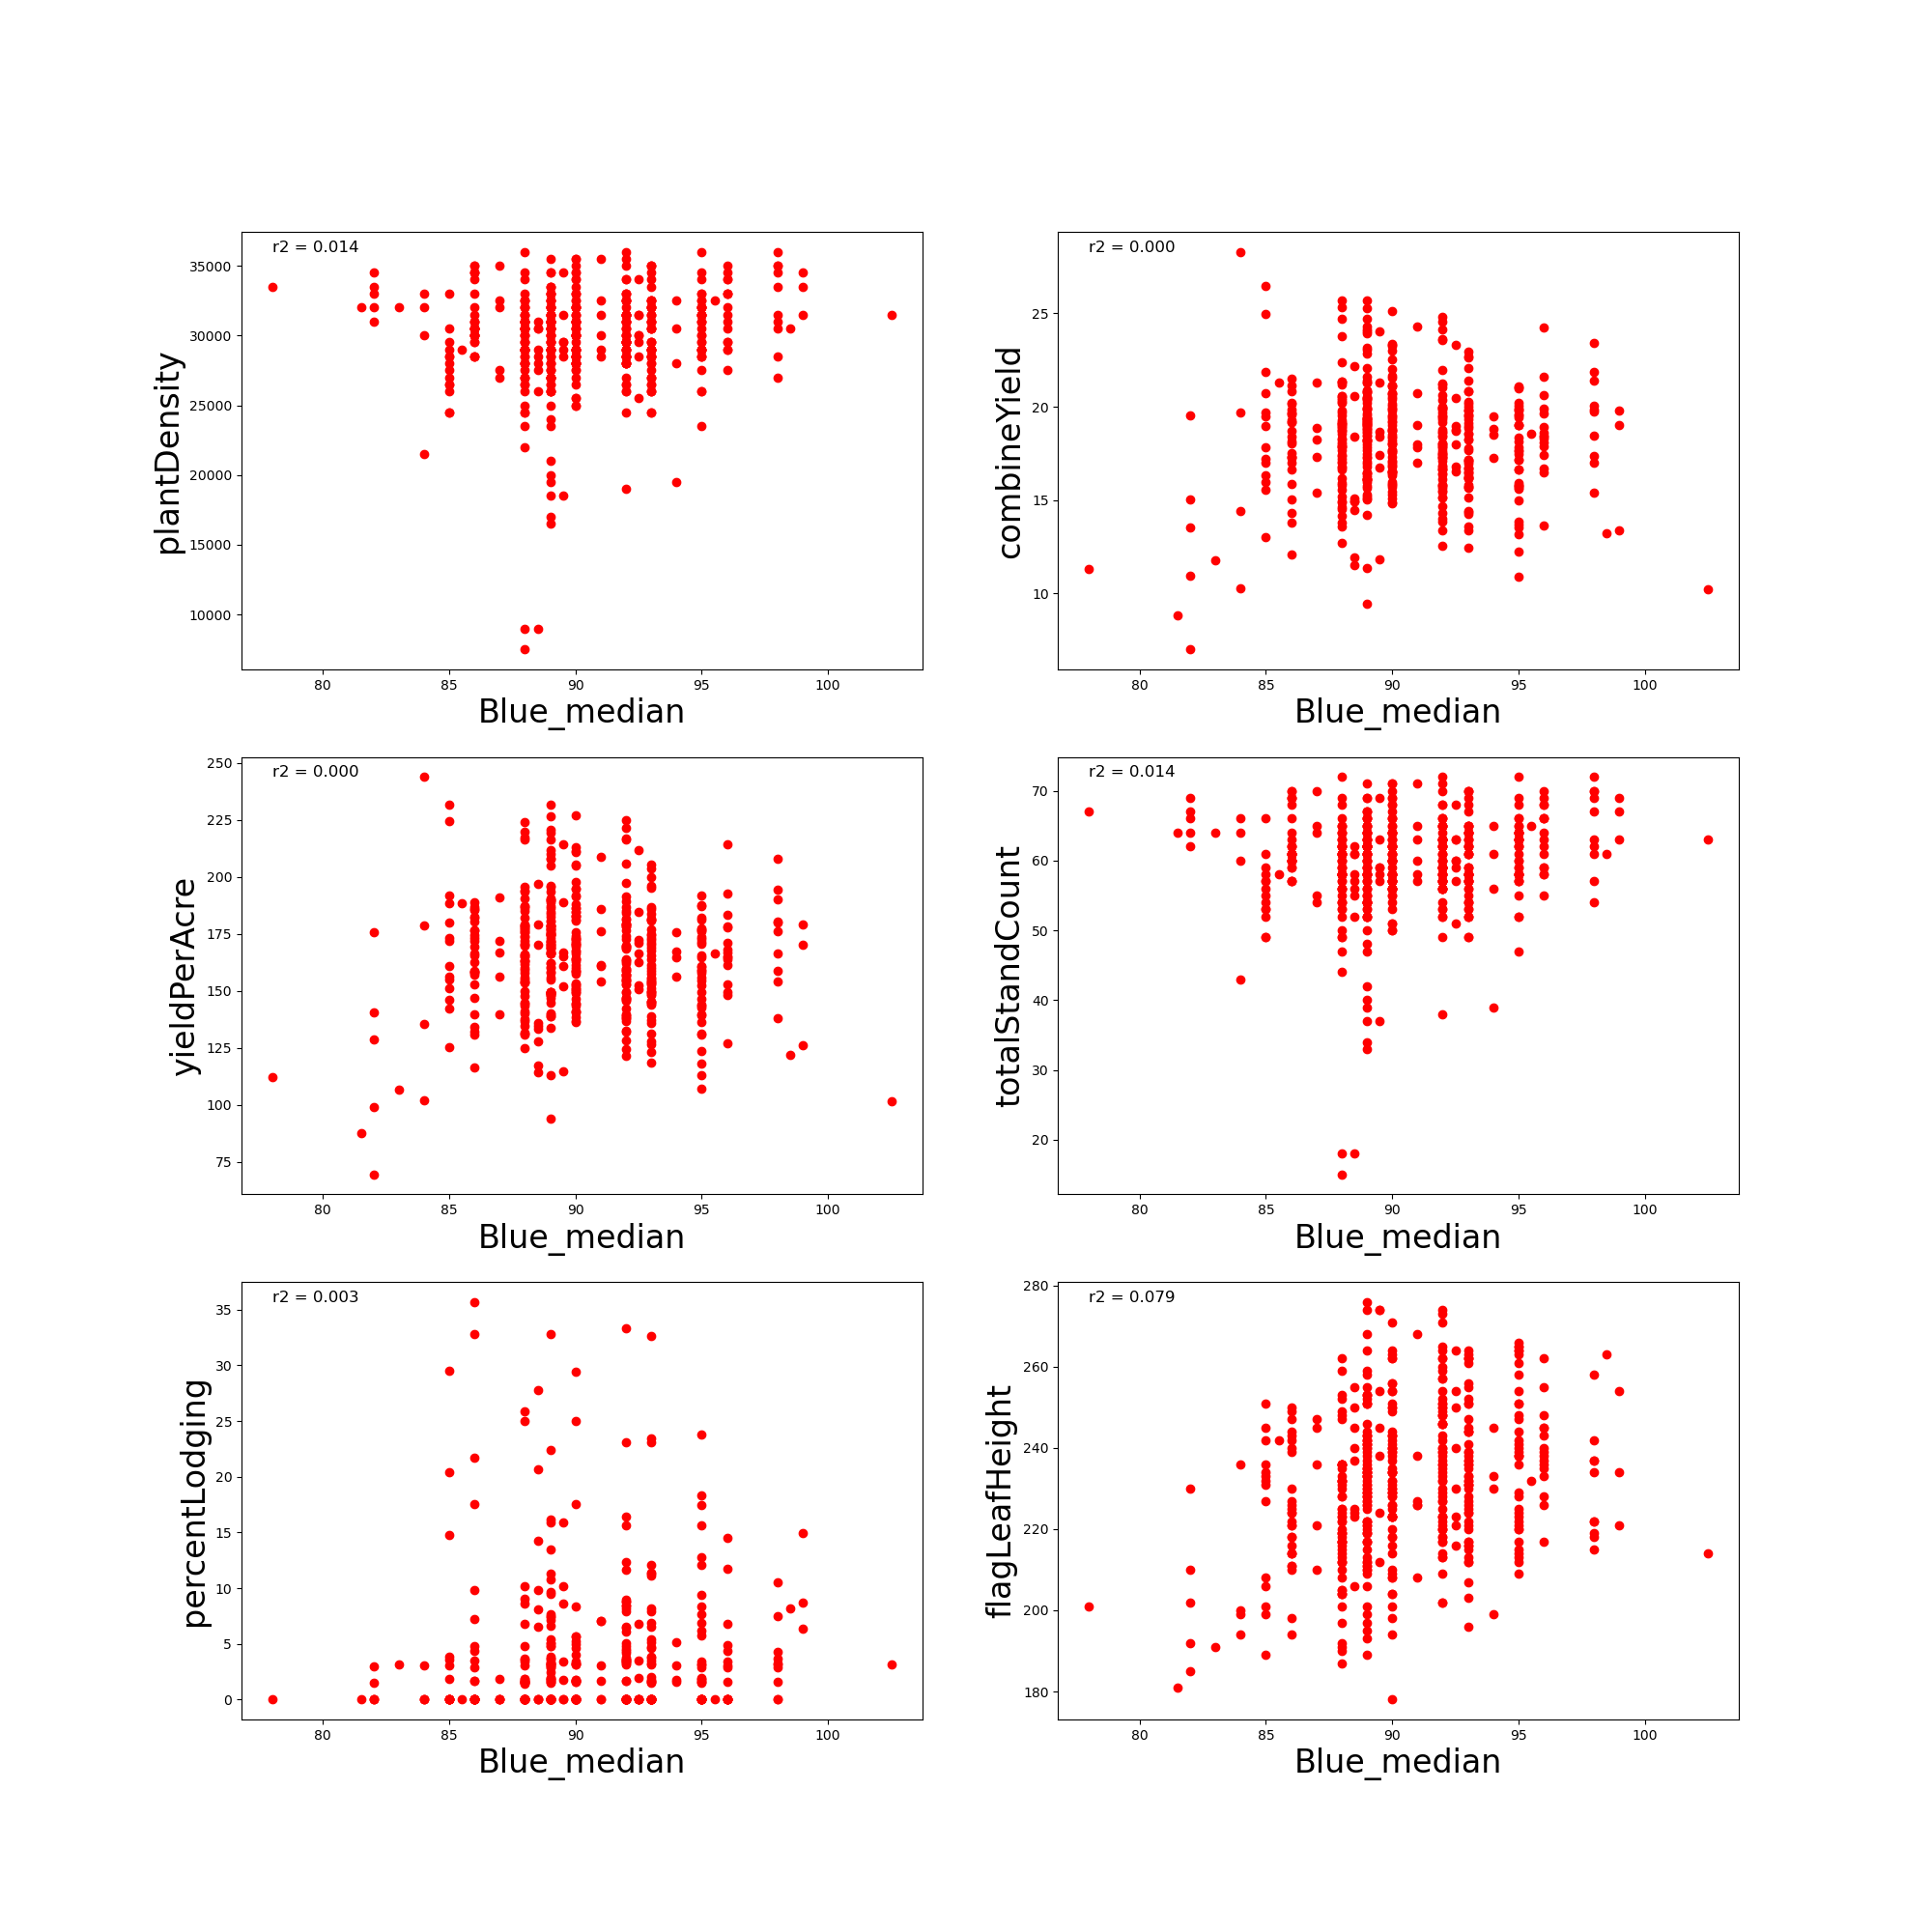 r2 = 0.014
35000
30000
25000
20000
15000
10000
plantDensity
80 85 90 95 100
Blue_median
r2 = 0.000
25
20
15
10
combineYield
80 85 90 95 100
Blue_median
r2 = 0.000
250
225
200
175
150
125
100
75
yieldPerAcre
80 85 90 95 100
Blue_median
r2 = 0.014
70
60
50
40
30
20
totalStandCount
80 85 90 95 100
Blue_median
r2 = 0.003
35
30
25
20
15
10
5
0
percentLodging
80 85 90 95 100
Blue_median
r2 = 0.079
280
260
240
220
200
180
flagLeafHeight
80 85 90 95 100
Blue_median